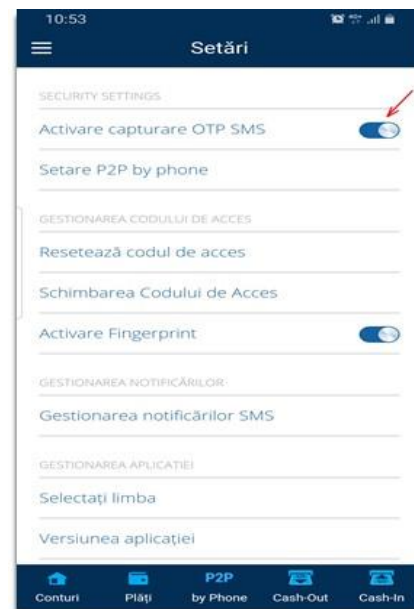 10:53
Setări
SECURITY SETTINGS
Activare capturare OTP SMS
Setare P2P by phone
GESTIONAREA CODULUI DE ACCES
Resetează codul de acces
Schimbarea Codului de Acces
Activare Fingerprint
GESTIONAREA NOTIFICĂRILOR
Gestionarea notificărilor SMS
GESTIONAREA APLICAȚIEI
Selectați limba
Versiunea aplicației
P2P
Conturi Plăți by Phone Cash-Out Cash-In